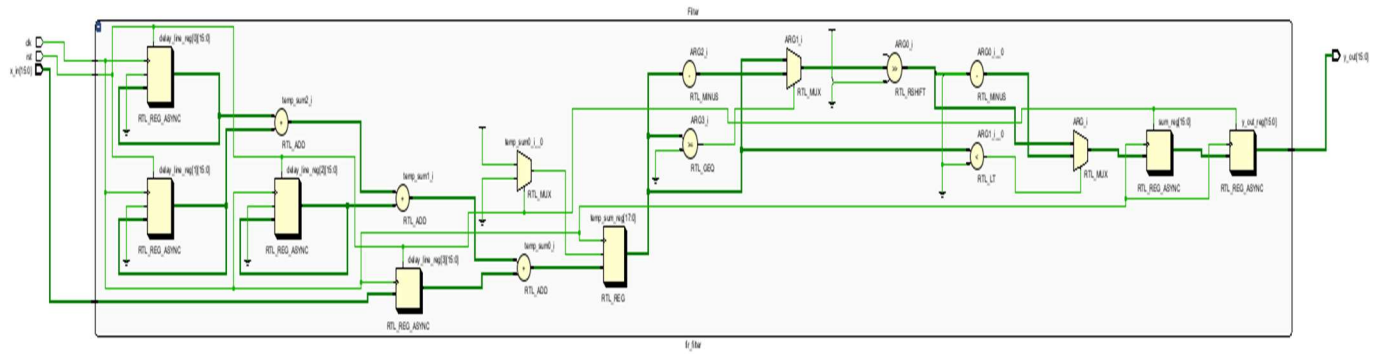 Filter
clk
rst
x_in[15:0]
delay_line_reg[0][15:0]
RTL_REG_ASYNC
temp_sum2_i
RTL_ADD
delay_line_reg[1][15:0]
RTL_REG_ASYNC
delay_line_reg[2][15:0]
RTL_REG_ASYNC
temp_sum1_i
RTL_ADD
delay_line_reg[3][15:0]
RTL_REG_ASYNC
temp_sum0_i__0
RTL_MUX
temp_sum0_i
RTL_ADD
temp_sum_reg[17:0]
RTL_REG
ARG2_i
RTL_MINUS
ARG3_i
RTL_GEQ
ARG1_i
RTL_MUX
ARG0_i
RTL_RSHIFT
ARG0_i__0
RTL_MINUS
ARG1_i__0
RTL_LT
ARG_i
RTL_MUX
sum_reg[15:0]
RTL_REG_ASYNC
y_out_reg[15:0]
RTL_REG_ASYNC
y_out[15:0]
fir_filter